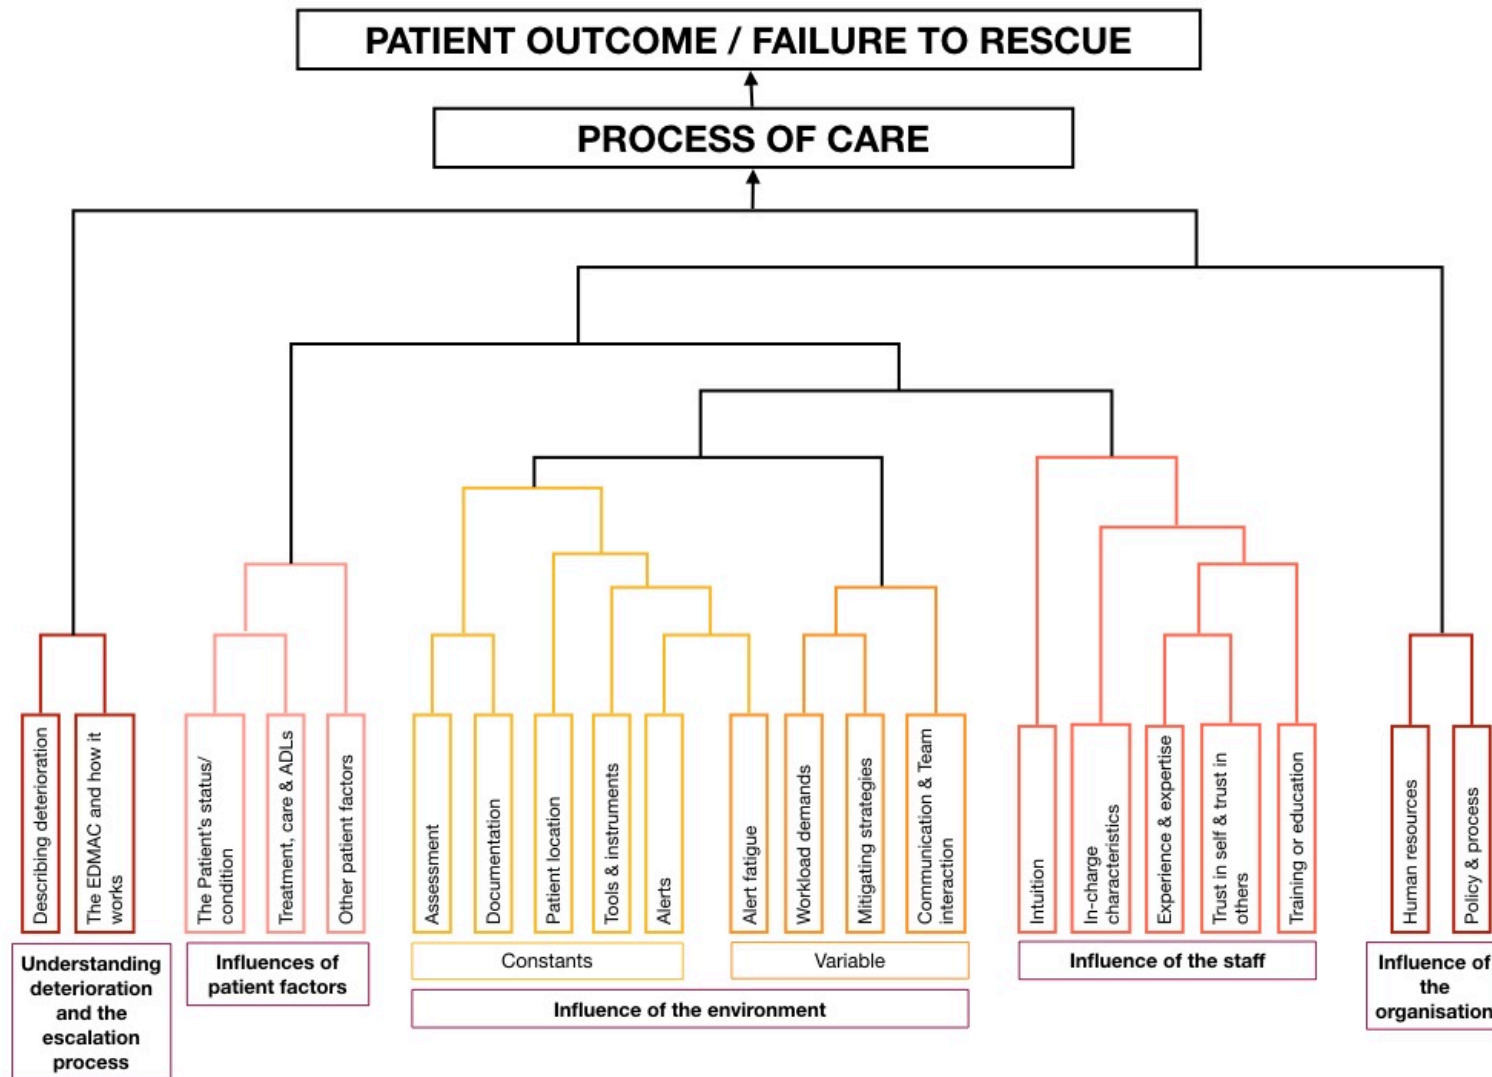 PATIENT OUTCOME / FAILURE TO RESCUE
PROCESS OF CARE
Describing deterioration
The EDMAC and how it
works
The Patient's status/
condition
Treatment, care & ADLs
Other patient factors
Assessment
Documentation
Patient location
Tools & instruments
Alerts
Alert fatigue
Workload demands
Mitigating strategies
Communication & Team
interaction
Intuition
In-charge
characteristics
Experience & expertise
Trust in self & trust in
others
Training or education
Human resources
Policy & process
Understanding
deterioration
and the
escalation
process
Influences of
patient factors
Constants
Variable
Influence of the environment
Influence of the staff
Influence of
the
organisation